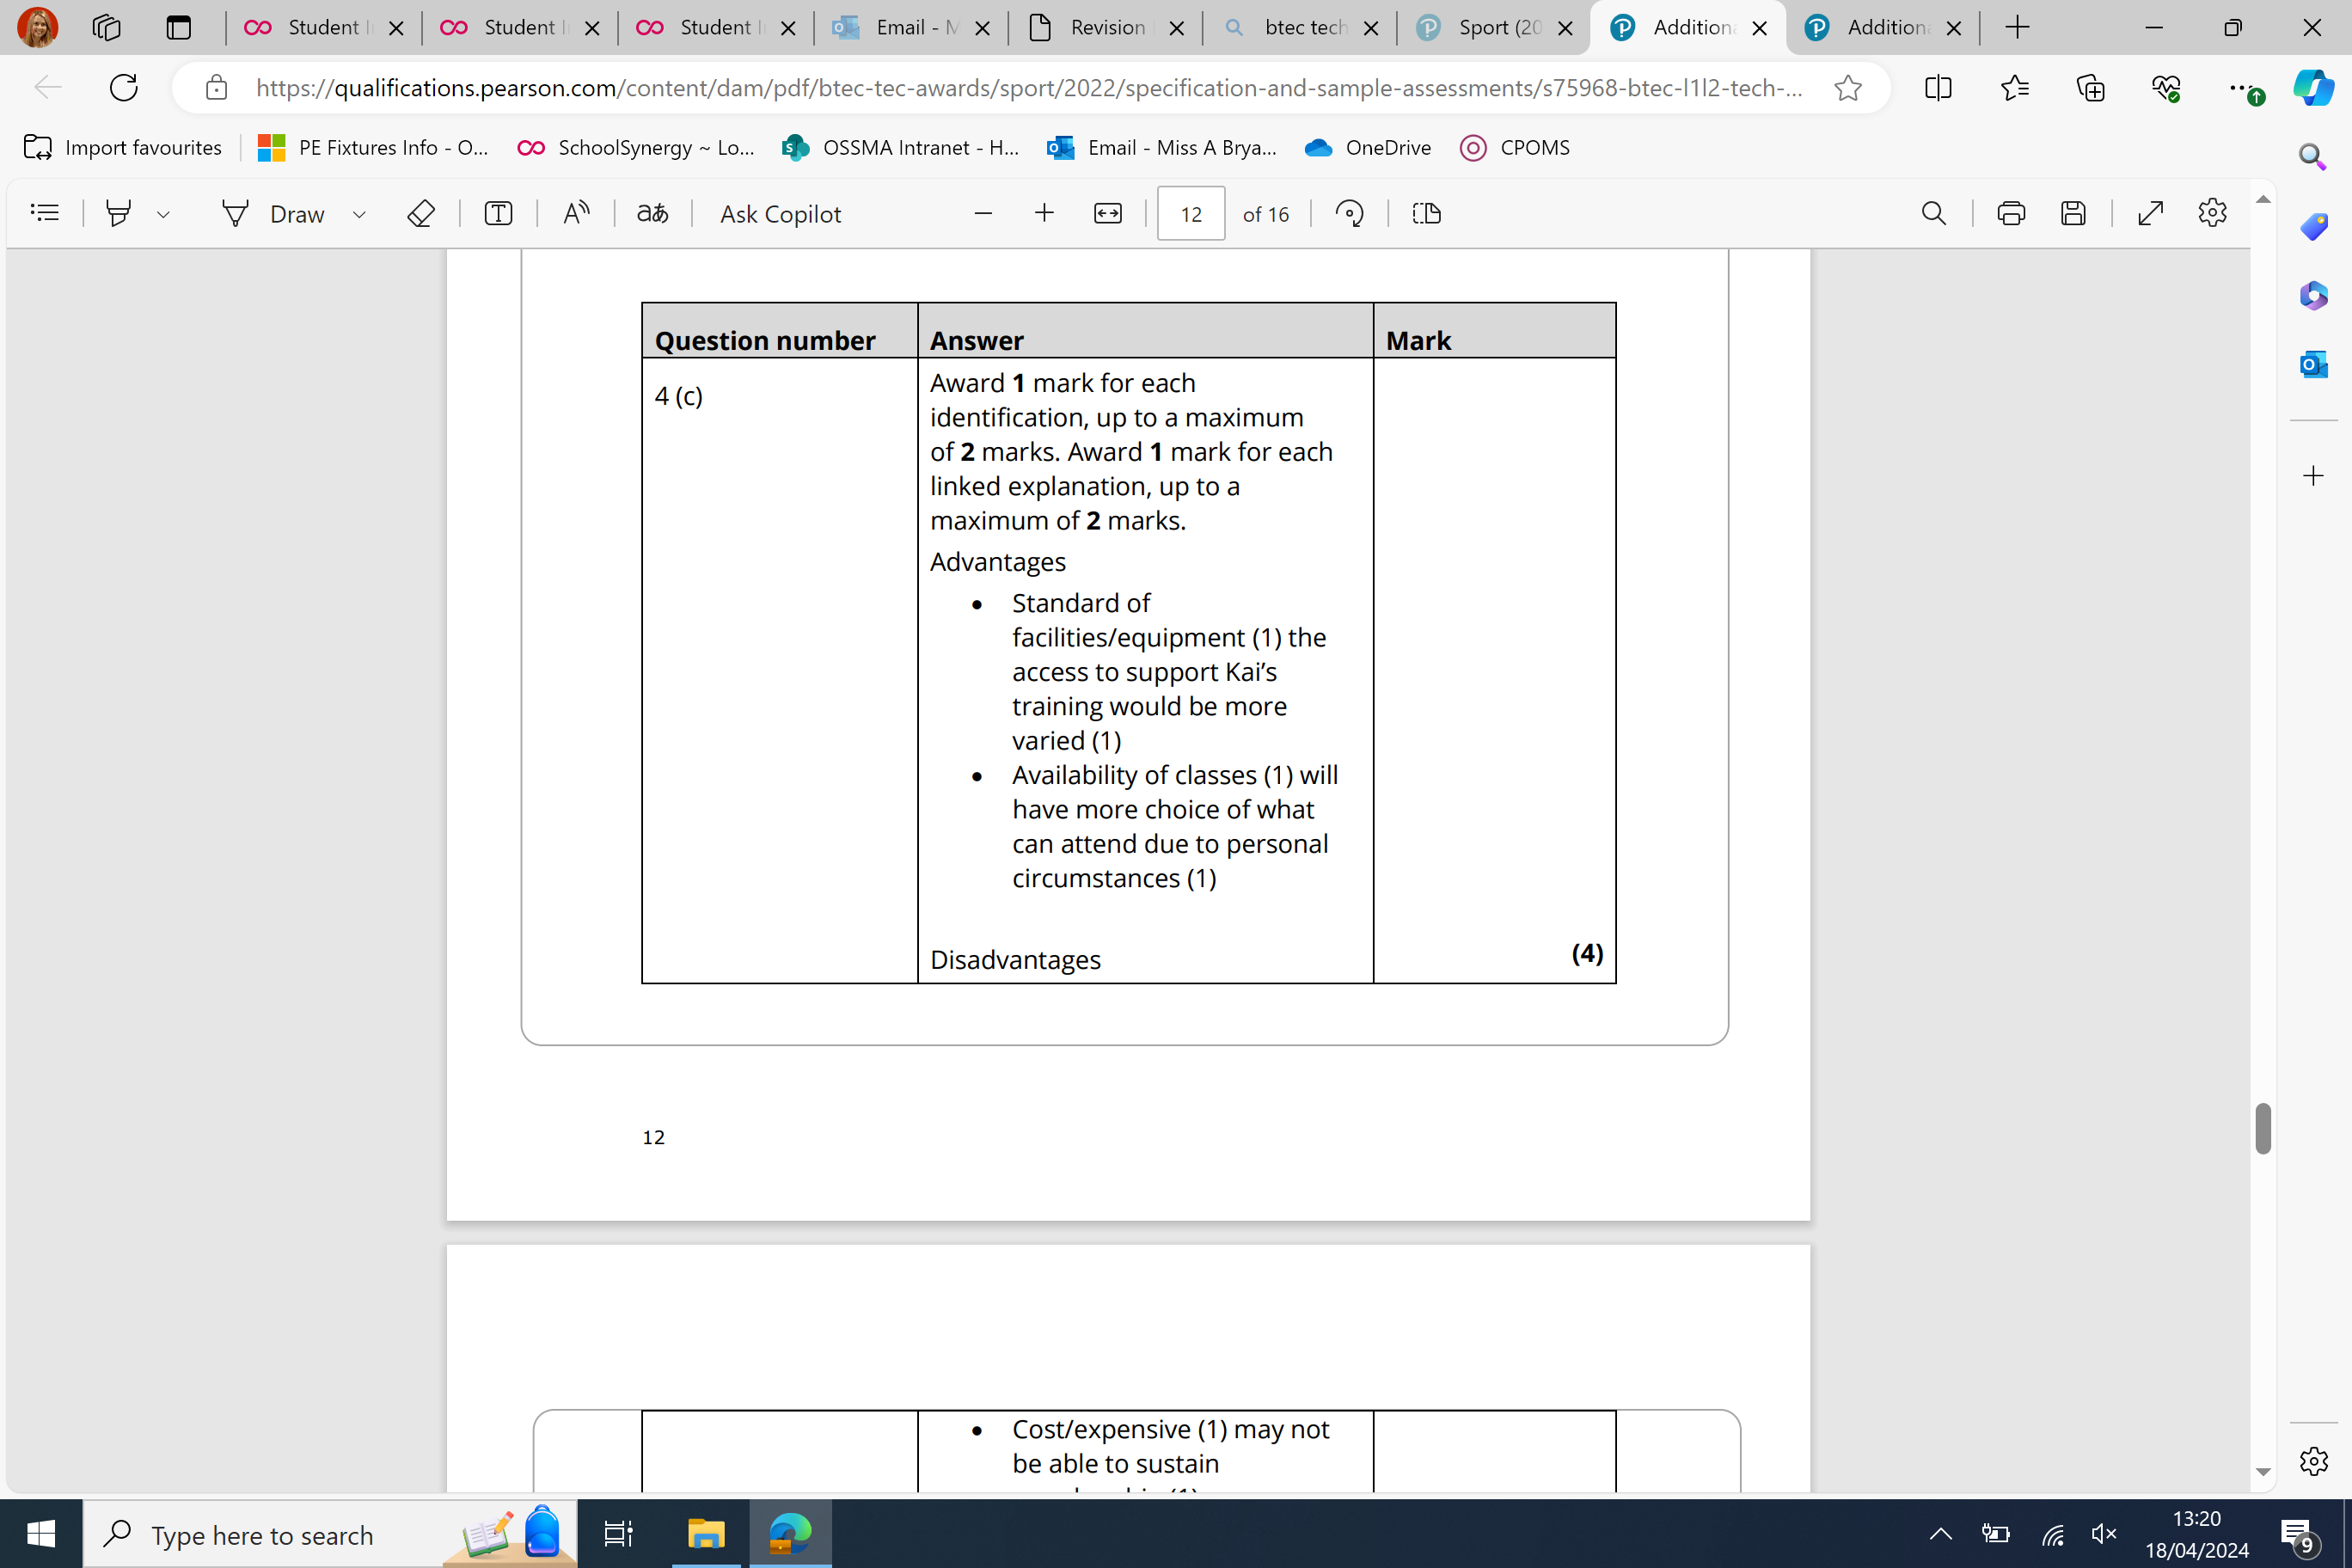 Student I
Student I
Student I
Email - M
Revision
btec tech
Sport (20
Addition
Addition
https://qualifications.pearson.com/content/dam/pdf/btec-tec-awards/sport/2022/specification-and-sample-assessments/s75968-btec-l1l2-tech-...
Import favourites
PE Fixtures Info - O...
SchoolSynergy ~ Lo...
OSSMA Intranet - H...
Email - Miss A Brya...
OneDrive
CPOMS
Draw
aあ
Ask Copilot
12
of 16
Question number
Answer
Mark
4 (c)
Award 1 mark for each
identification, up to a maximum
of 2 marks. Award 1 mark for each
linked explanation, up to a
maximum of 2 marks.
Advantages
• Standard of
facilities/equipment (1) the
access to support Kai's
training would be more
varied (1)
• Availability of classes (1) will
have more choice of what
can attend due to personal
circumstances (1)
Disadvantages
(4)
12
• Cost/expensive (1) may not
be able to sustain
Type here to search
13:20
18/04/2024
9